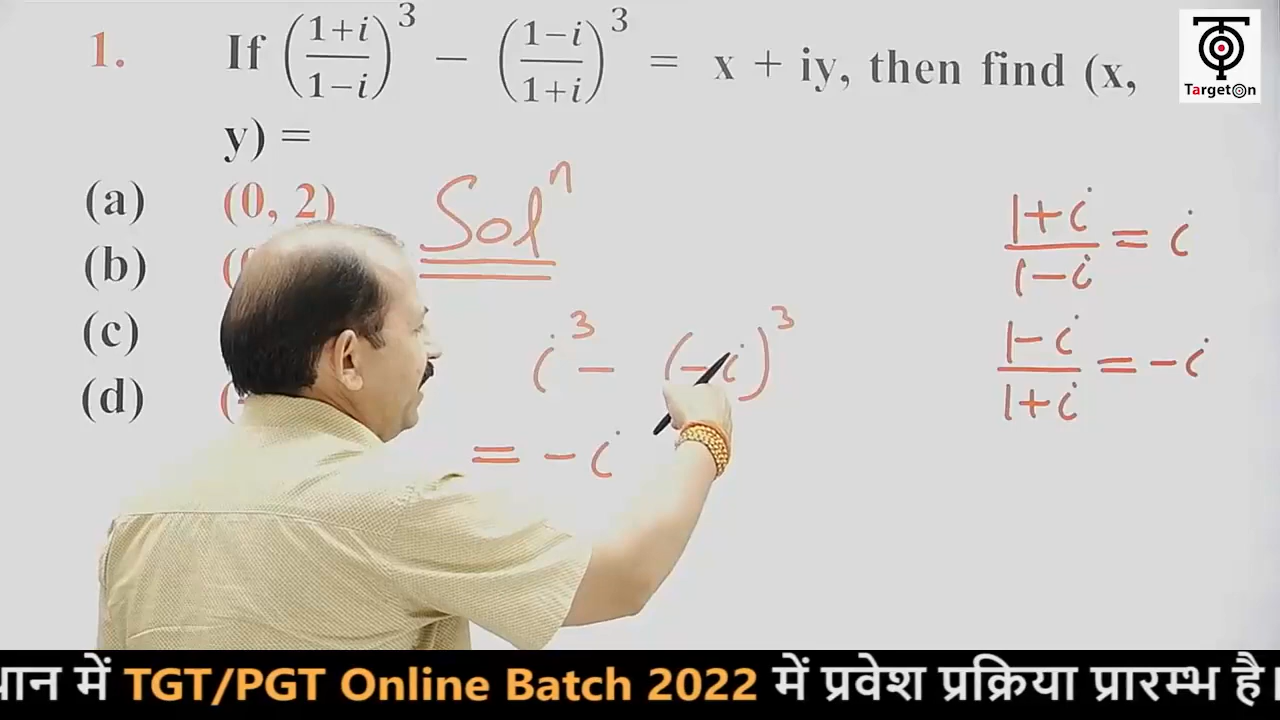 1. If (1+i/1−i)³ − (1−i/1+i)³ = x + iy, then find (x,
y) =
TargetOn
(a) (0, 2)
(b)
(c)
(d)
Solⁿ
i³ − (−i)³
= −i
1+i/1−i = i
1−i/1+i = −i
में TGT/PGT Online Batch 2022 में प्रवेश प्रक्रिया प्रारम्भ है।